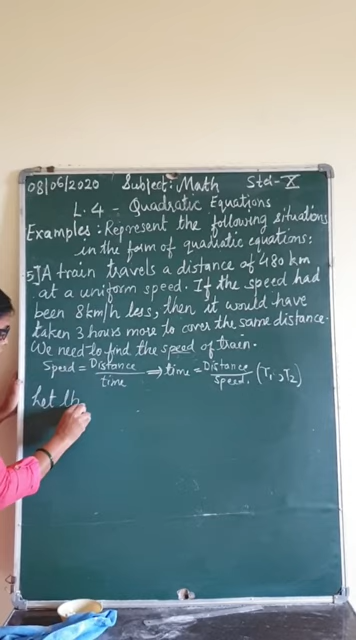 08/06/2020 Subject: Math Std-X
L. 4 - Quadratic Equations
Examples: Represent the following situations
in the form of quadratic equations:
5] A train travels a distance of 480 km
at a uniform speed. If the speed had
been 8km/h less, then it would have
taken 3 hours more to cover the same distance.
We need to find the speed of train.
Speed = Distance/time ⇒ time = Distance/Speed. (T1, T2)
Let th